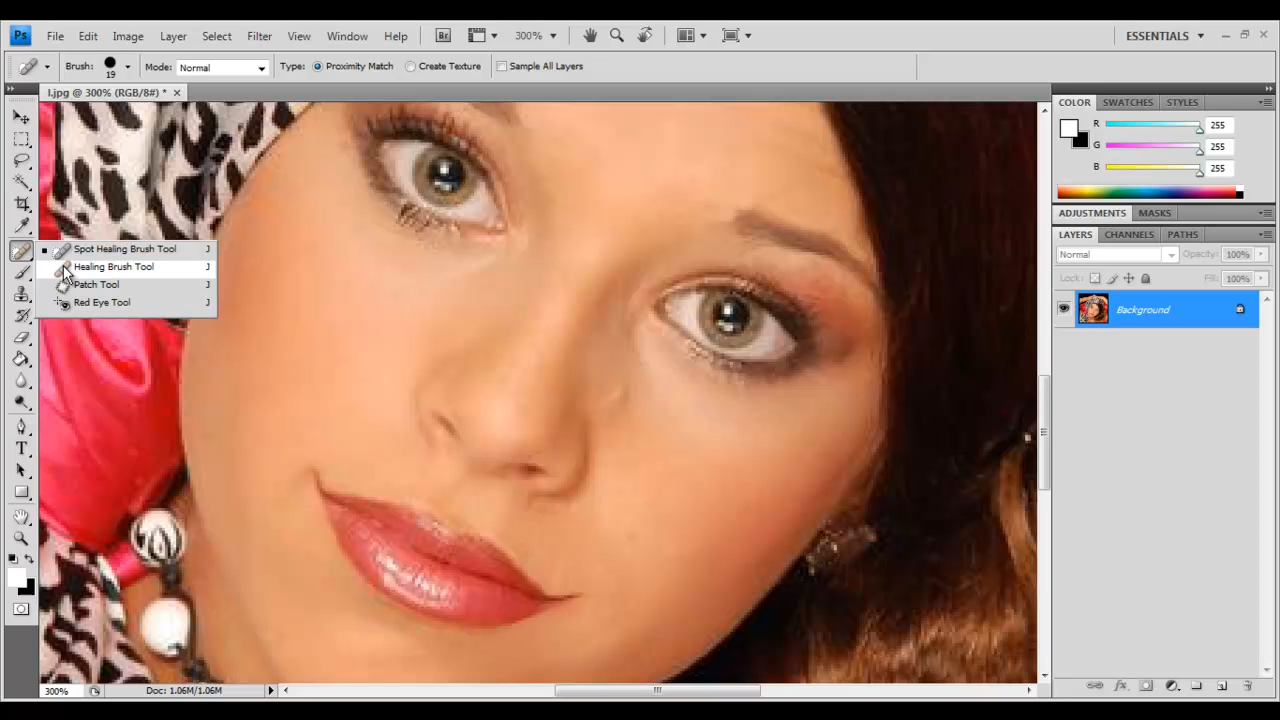 Ps File Edit Image Layer Select Filter View Window Help Br 300% ESSENTIALS
Brush: 19 Mode: Normal Type: Proximity Match Create Texture Sample All Layers
l.jpg @ 300% (RGB/8#) *
COLOR SWATCHES STYLES
R 255
G 255
B 255
ADJUSTMENTS MASKS
LAYERS CHANNELS PATHS
Normal Opacity: 100%
Lock: Fill: 100%
Background
Spot Healing Brush Tool J
Healing Brush Tool J
Patch Tool J
Red Eye Tool J
T
300% Doc: 1.06M/1.06M